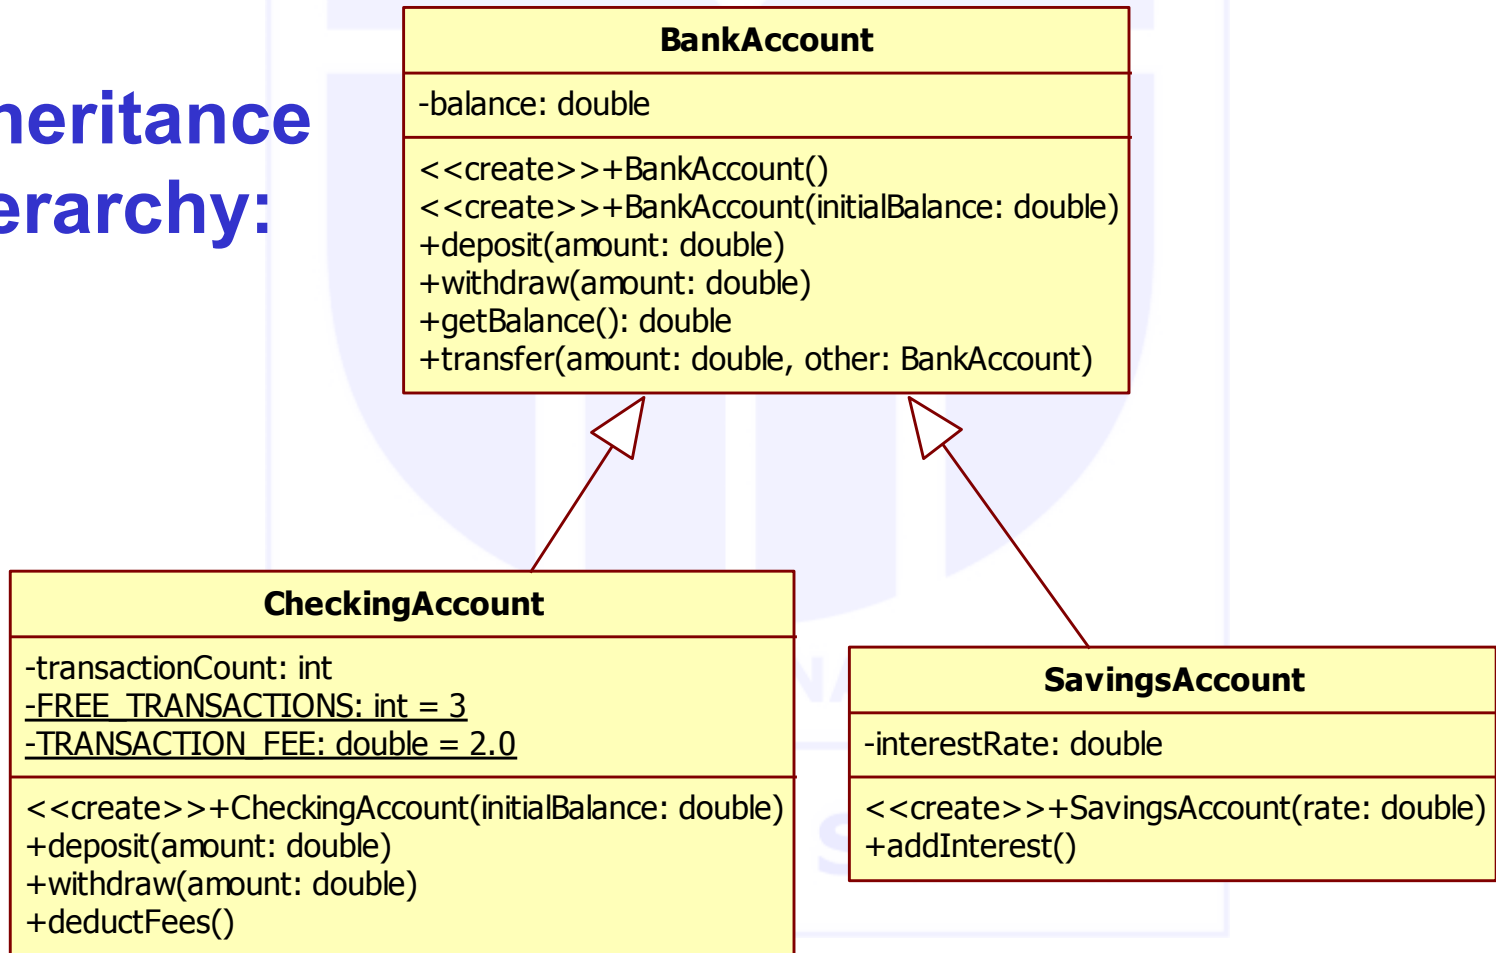 neritance
erarchy:
BankAccount
-balance: double
<<create>>+BankAccount()
<<create>>+BankAccount(initialBalance: double)
+deposit(amount: double)
+withdraw(amount: double)
+getBalance(): double
+transfer(amount: double, other: BankAccount)
CheckingAccount
-transactionCount: int
-FREE_TRANSACTIONS: int = 3
-TRANSACTION_FEE: double = 2.0
<<create>>+CheckingAccount(initialBalance: double)
+deposit(amount: double)
+withdraw(amount: double)
+deductFees()
SavingsAccount
-interestRate: double
<<create>>+SavingsAccount(rate: double)
+addInterest()